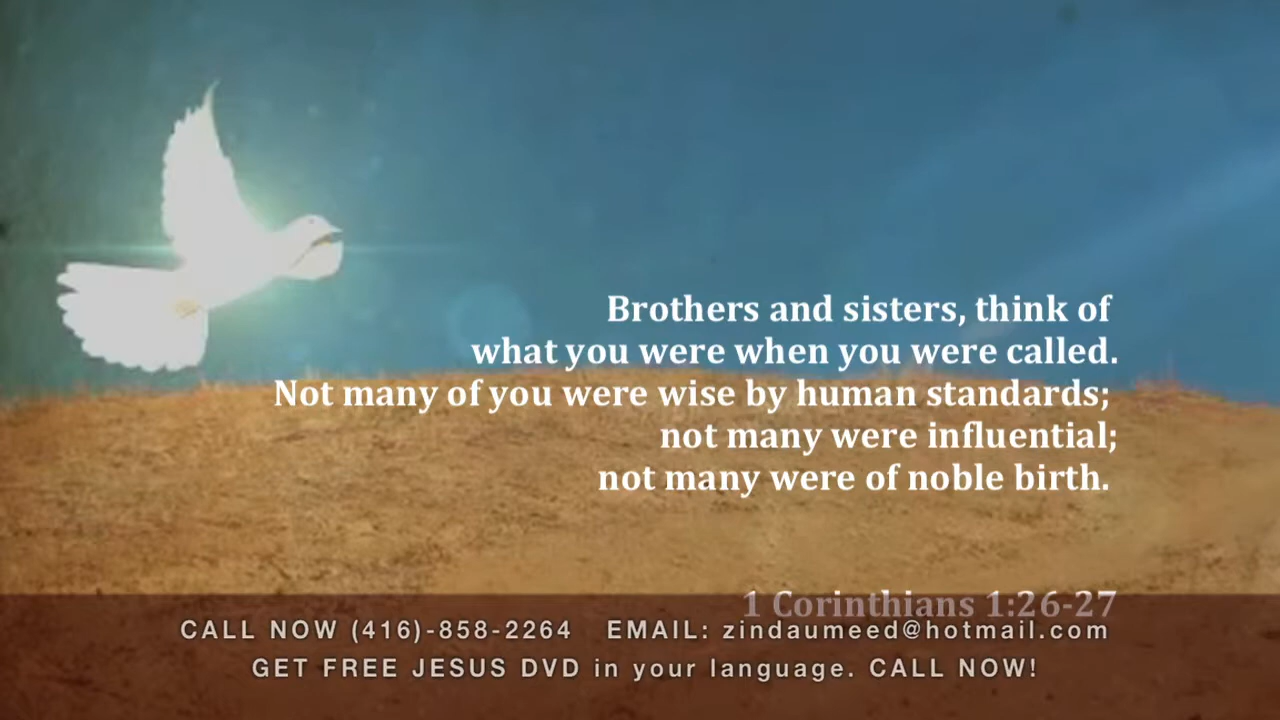 Brothers and sisters, think of
what you were when you were called.
Not many of you were wise by human standards;
not many were influential;
not many were of noble birth.
1 Corinthians 1:26-27
CALL NOW (416)-858-2264 EMAIL: zindaumeed@hotmail.com
GET FREE JESUS DVD in your language. CALL NOW!